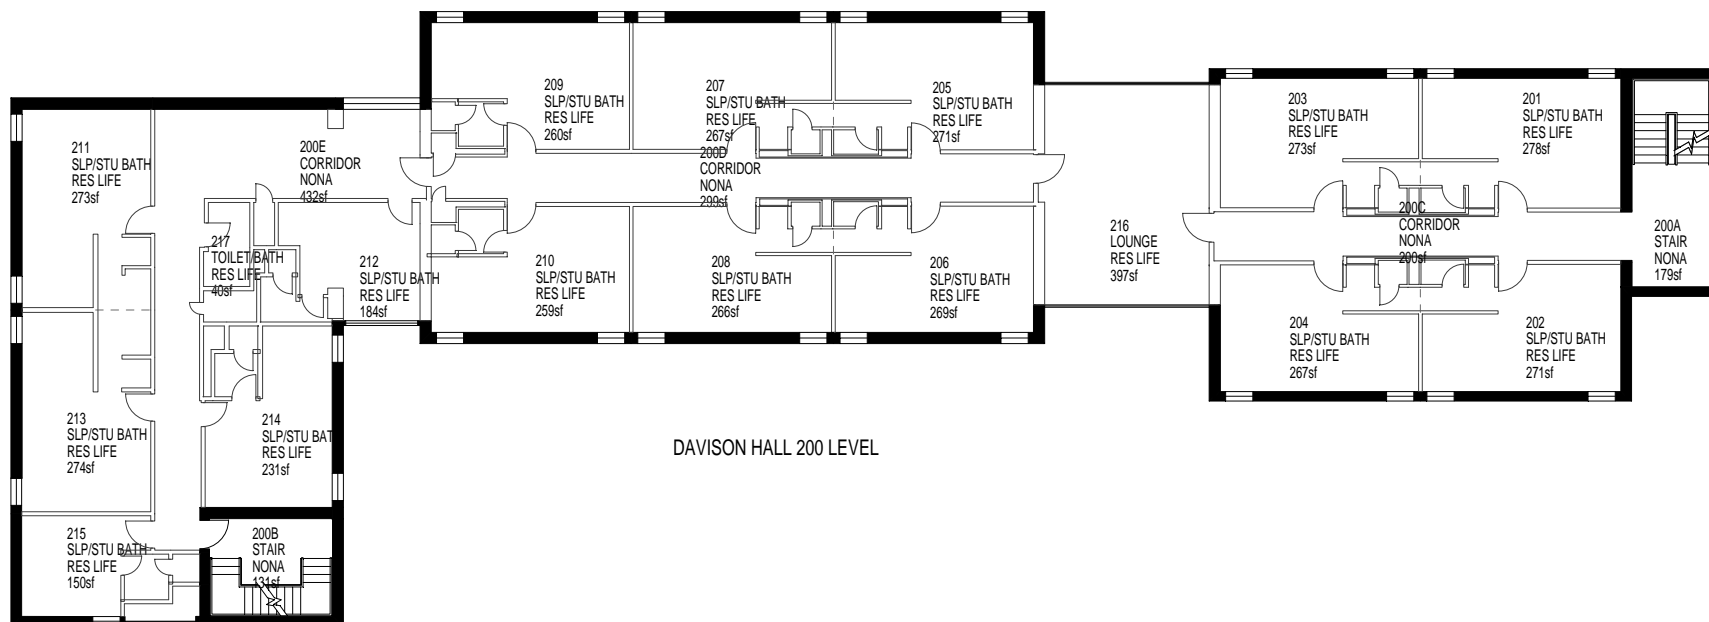 209
SLP/STU BATH
RES LIFE
260sf
207
SLP/STU BATH
RES LIFE
267sf
205
SLP/STU BATH
RES LIFE
271sf
203
SLP/STU BATH
RES LIFE
273sf
201
SLP/STU BATH
RES LIFE
278sf
211
SLP/STU BATH
RES LIFE
273sf
200E
CORRIDOR
NONA
432sf
200D
CORRIDOR
NONA
299sf
217
TOILET/BATH
RES LIFE
40sf
212
SLP/STU BATH
RES LIFE
184sf
210
SLP/STU BATH
RES LIFE
259sf
208
SLP/STU BATH
RES LIFE
266sf
206
SLP/STU BATH
RES LIFE
269sf
216
LOUNGE
RES LIFE
397sf
200C
CORRIDOR
NONA
200sf
200A
STAIR
NONA
179sf
204
SLP/STU BATH
RES LIFE
267sf
202
SLP/STU BATH
RES LIFE
271sf
213
SLP/STU BATH
RES LIFE
274sf
214
SLP/STU BAT
RES LIFE
231sf
DAVISON HALL 200 LEVEL
215
SLP/STU BATH
RES LIFE
150sf
200B
STAIR
NONA
131sf